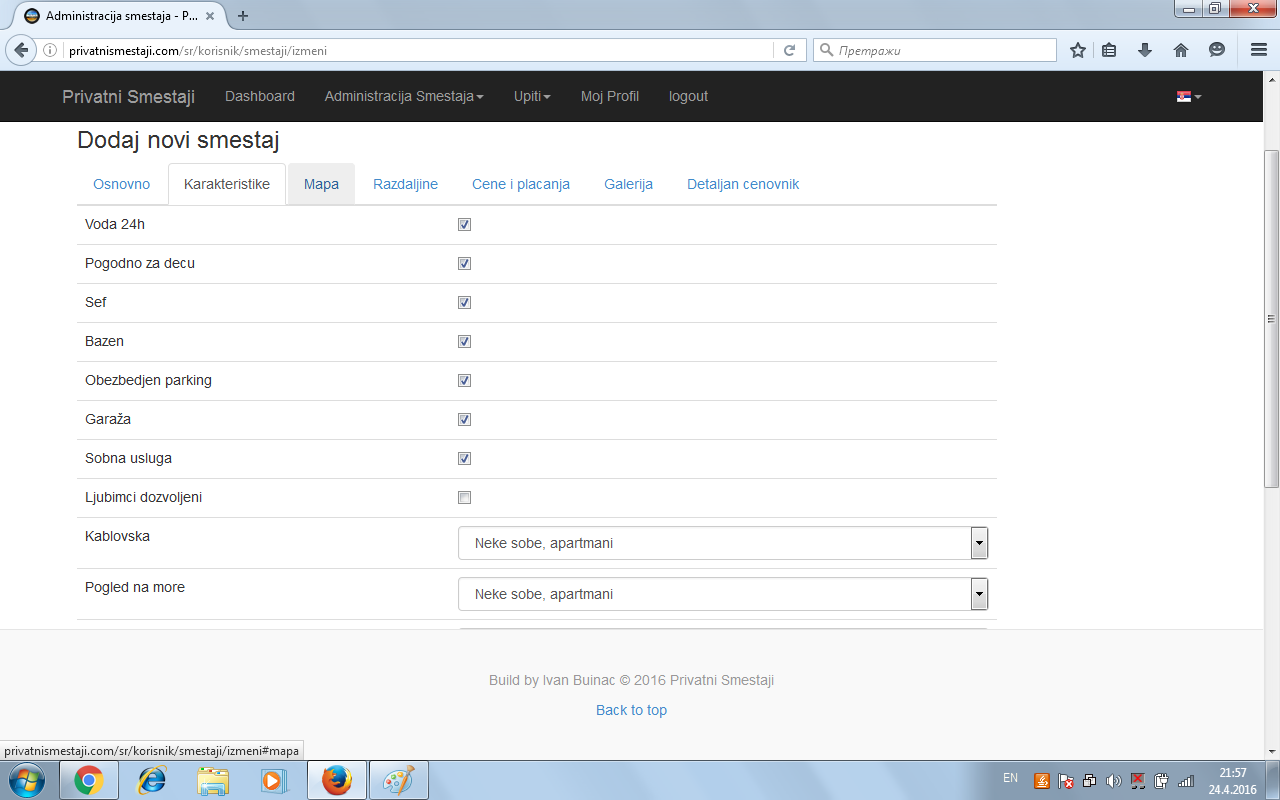 Administracija smestaja - P...
privatnismestaji.com/sr/korisnik/smestaji/izmeni
Претражи
Privatni Smestaji Dashboard Administracija Smestaja Upiti Moj Profil logout
Dodaj novi smestaj
Osnovno Karakteristike Mapa Razdaljine Cene i placanja Galerija Detaljan cenovnik
Voda 24h
Pogodno za decu
Sef
Bazen
Obezbedjen parking
Garaža
Sobna usluga
Ljubimci dozvoljeni
Kablovska Neke sobe, apartmani
Pogled na more Neke sobe, apartmani
Build by Ivan Buinac © 2016 Privatni Smestaji
Back to top
privatnismestaji.com/sr/korisnik/smestaji/izmeni#mapa
EN 21:57
24.4.2016